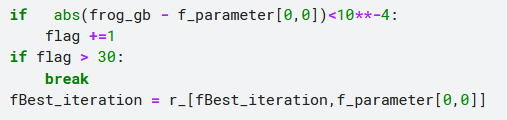 if   abs(frog_gb - f_parameter[0,0])<10**-4:
    flag +=1
if flag > 30:
    break
fBest_iteration = r_[fBest_iteration,f_parameter[0,0]]